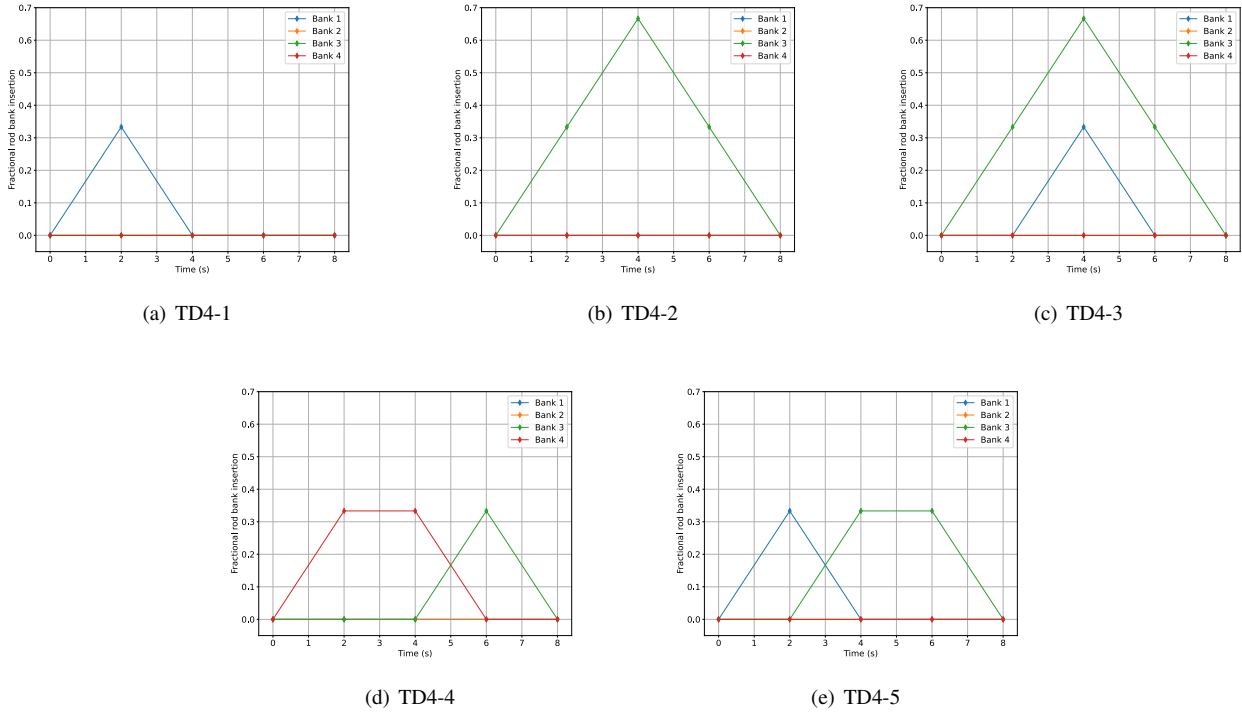 0.7
0.6
0.5
0.4
0.3
0.2
0.1
0.0
Fractional rod bank insertion
0 1 2 3 4 5 6 7 8
Time (s)
Bank 1
Bank 2
Bank 3
Bank 4
(a) TD4-1
0.7
0.6
0.5
0.4
0.3
0.2
0.1
0.0
Fractional rod bank insertion
0 1 2 3 4 5 6 7 8
Time (s)
Bank 1
Bank 2
Bank 3
Bank 4
(b) TD4-2
0.7
0.6
0.5
0.4
0.3
0.2
0.1
0.0
Fractional rod bank insertion
0 1 2 3 4 5 6 7 8
Time (s)
Bank 1
Bank 2
Bank 3
Bank 4
(c) TD4-3
0.7
0.6
0.5
0.4
0.3
0.2
0.1
0.0
Fractional rod bank insertion
0 1 2 3 4 5 6 7 8
Time (s)
Bank 1
Bank 2
Bank 3
Bank 4
(d) TD4-4
0.7
0.6
0.5
0.4
0.3
0.2
0.1
0.0
Fractional rod bank insertion
0 1 2 3 4 5 6 7 8
Time (s)
Bank 1
Bank 2
Bank 3
Bank 4
(e) TD4-5